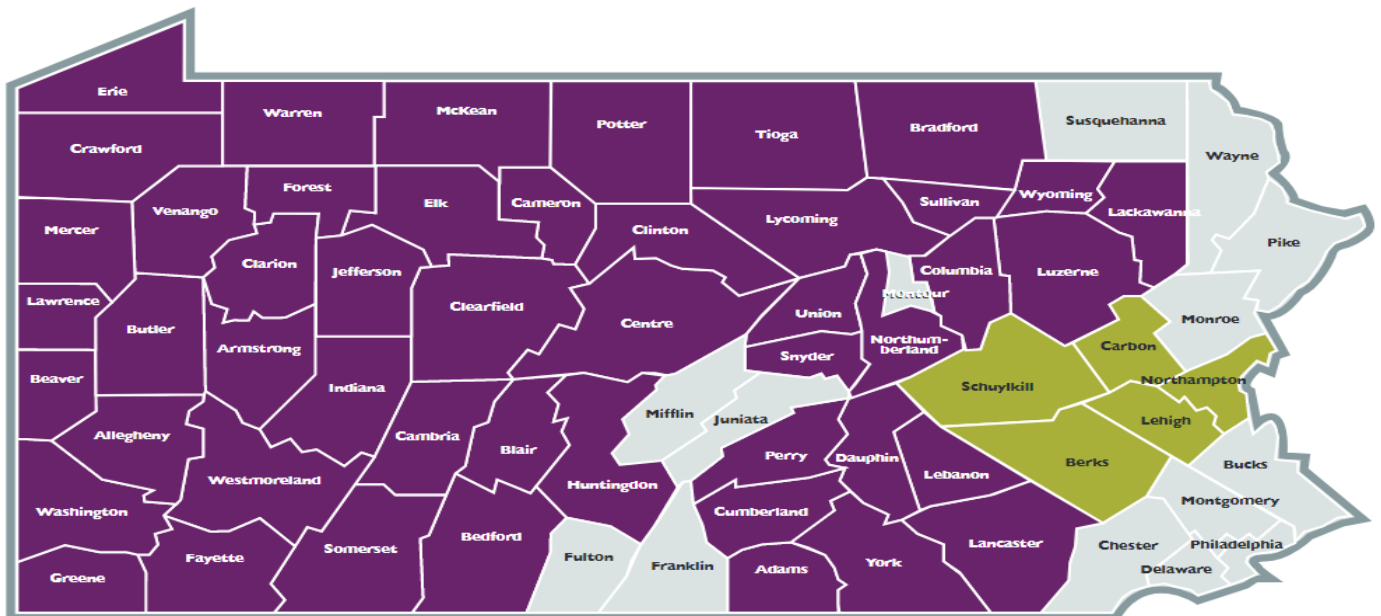 Erie
Warren
McKean
Potter
Tioga
Bradford
Susquehanna
Wayne
Crawford
Forest
Elk
Cameron
Venango
Mercer
Clinton
Lycoming
Sullivan
Wyoming
Lackawanna
Pike
Clarion
Jefferson
Clearfield
Columbia
Luzerne
Montour
Lawrence
Butler
Armstrong
Centre
Union
Northum-
berland
Monroe
Carbon
Beaver
Indiana
Snyder
Schuylkill
Northampton
Allegheny
Cambria
Blair
Mifflin
Juniata
Lehigh
Westmoreland
Huntingdon
Perry
Dauphin
Lebanon
Berks
Bucks
Washington
Cumberland
Montgomery
Fayette
Somerset
Bedford
Fulton
Franklin
Adams
York
Lancaster
Chester
Philadelphia
Delaware
Greene